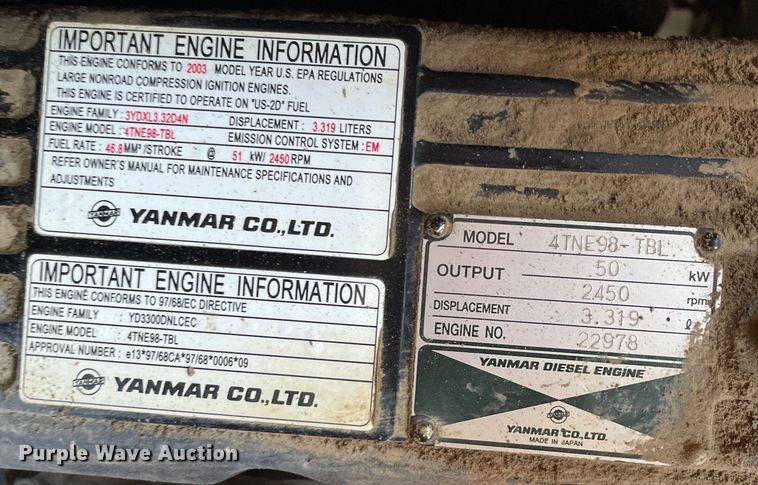 IMPORTANT ENGINE INFORMATION
THIS ENGINE CONFORMS TO 2003 MODEL YEAR U.S. EPA REGULATIONS
LARGE NONROAD COMPRESSION IGNITION ENGINES.
THIS ENGINE IS CERTIFIED TO OPERATE ON "US-2D" FUEL
ENGINE FAMILY : 3YDXL3.32D4N DISPLACEMENT : 3.319 LITERS
ENGINE MODEL : 4TNE98-TBL EMISSION CONTROL SYSTEM : EM
FUEL RATE : 46.8 MM³/STROKE @ 51 kW/ 2450 RPM
REFER OWNER'S MANUAL FOR MAINTENANCE SPECIFICATIONS AND
ADJUSTMENTS
YANMAR
YANMAR CO.,LTD.
IMPORTANT ENGINE INFORMATION
THIS ENGINE CONFORMS TO 97/68/EC DIRECTIVE
ENGINE FAMILY : YD3300DNLCEC
ENGINE MODEL : 4TNE98-TBL
APPROVAL NUMBER : e13*97/68CA*97/68*0006*09
YANMAR
YANMAR CO.,LTD.
MODEL 4TNE98-TBL
OUTPUT 50 kW
2450 rpm
DISPLACEMENT 3.319 ℓ
ENGINE NO. 22978
YANMAR DIESEL ENGINE
YANMAR
YANMAR CO.,LTD.
MADE IN JAPAN
Purple Wave Auction